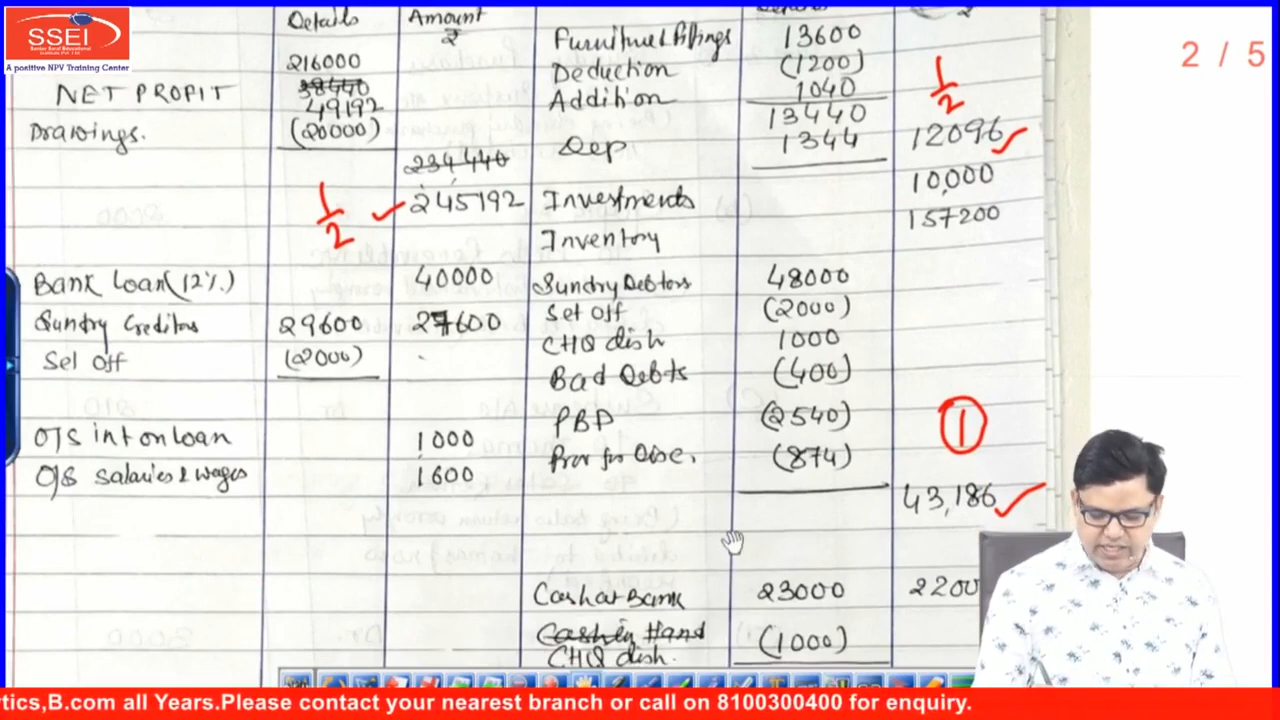 SSEI
A positive NPV Training Center
2 / 5
Details
Amount
₹
216000
38440
NET PROFIT
49192
Drawings.
(20000)
234440
1/2
245192
Bank Loan (12%)
40000
Sundry Creditors
29600
27600
Set off
(2000)
O/S int on loan
1000
O/S Salaries & wages
1600
Furniture & Fittings
13600
Deduction
(1200)
Addition
1040
1/2
13440
Dep
1344
12096
Investments
10,000
Inventory
157200
Sundry Debtors
48000
Set off
(2000)
CHQ dish
1000
Bad Debts
(400)
PBD
(2540)
1
Prov for Disc.
(874)
43,186
Cash at Bank
23000
2200
Cash in Hand
CHQ dish.
(1000)
tics,B.com all Years.Please contact your nearest branch or call on 8100300400 for enquiry.